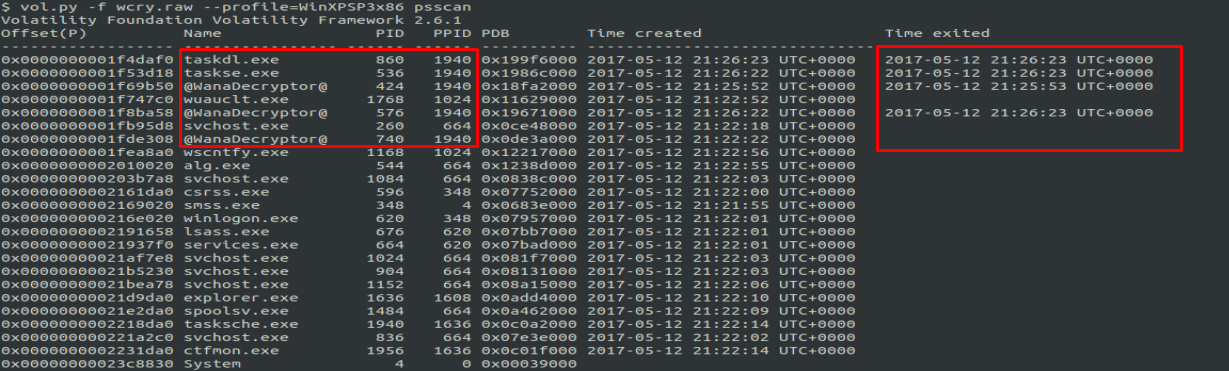 $ vol.py -f wcry.raw --profile=WinXPSP3x86 psscan
Volatility Foundation Volatility Framework 2.6.1
Offset(P) Name PID PPID PDB Time created Time exited
------------------ ---------------- ------ ------ ---------- ------------------------------ ------------------------------
0x0000000001f4daf0 taskdl.exe 860 1940 0x199f6000 2017-05-12 21:26:23 UTC+0000 2017-05-12 21:26:23 UTC+0000
0x0000000001f53d18 taskse.exe 536 1940 0x1986c000 2017-05-12 21:26:22 UTC+0000 2017-05-12 21:26:23 UTC+0000
0x0000000001f69b50 @WanaDecryptor@ 424 1940 0x18fa2000 2017-05-12 21:25:52 UTC+0000 2017-05-12 21:25:53 UTC+0000
0x0000000001f747c0 wuauclt.exe 1768 1024 0x11629000 2017-05-12 21:22:52 UTC+0000
0x0000000001f8ba58 @WanaDecryptor@ 576 1940 0x19671000 2017-05-12 21:26:22 UTC+0000 2017-05-12 21:26:23 UTC+0000
0x0000000001fb95d8 svchost.exe 260 664 0x0ce48000 2017-05-12 21:22:18 UTC+0000
0x0000000001fde308 @WanaDecryptor@ 740 1940 0x0de3a000 2017-05-12 21:22:22 UTC+0000
0x0000000001fea8a0 wscntfy.exe 1168 1024 0x12217000 2017-05-12 21:22:56 UTC+0000
0x0000000002010020 alg.exe 544 664 0x1238d000 2017-05-12 21:22:55 UTC+0000
0x000000000203b7a8 svchost.exe 1084 664 0x0838c000 2017-05-12 21:22:03 UTC+0000
0x0000000002161da0 csrss.exe 596 348 0x07752000 2017-05-12 21:22:00 UTC+0000
0x0000000002169020 smss.exe 348 4 0x0683e000 2017-05-12 21:21:55 UTC+0000
0x000000000216e020 winlogon.exe 620 348 0x07957000 2017-05-12 21:22:01 UTC+0000
0x0000000002191658 lsass.exe 676 620 0x07bb7000 2017-05-12 21:22:01 UTC+0000
0x00000000021937f0 services.exe 664 620 0x07bad000 2017-05-12 21:22:01 UTC+0000
0x00000000021af7e8 svchost.exe 1024 664 0x081f7000 2017-05-12 21:22:03 UTC+0000
0x00000000021b5230 svchost.exe 904 664 0x08131000 2017-05-12 21:22:03 UTC+0000
0x00000000021bea78 svchost.exe 1152 664 0x08a15000 2017-05-12 21:22:06 UTC+0000
0x00000000021d9da0 explorer.exe 1636 1608 0x0add4000 2017-05-12 21:22:10 UTC+0000
0x00000000021e2da0 spoolsv.exe 1484 664 0x0a462000 2017-05-12 21:22:09 UTC+0000
0x0000000002218da0 tasksche.exe 1940 1636 0x0c0a2000 2017-05-12 21:22:14 UTC+0000
0x000000000221a2c0 svchost.exe 836 664 0x07e3e000 2017-05-12 21:22:02 UTC+0000
0x0000000002231da0 ctfmon.exe 1956 1636 0x0c01f000 2017-05-12 21:22:14 UTC+0000
0x00000000023c8830 System 4 0 0x00039000